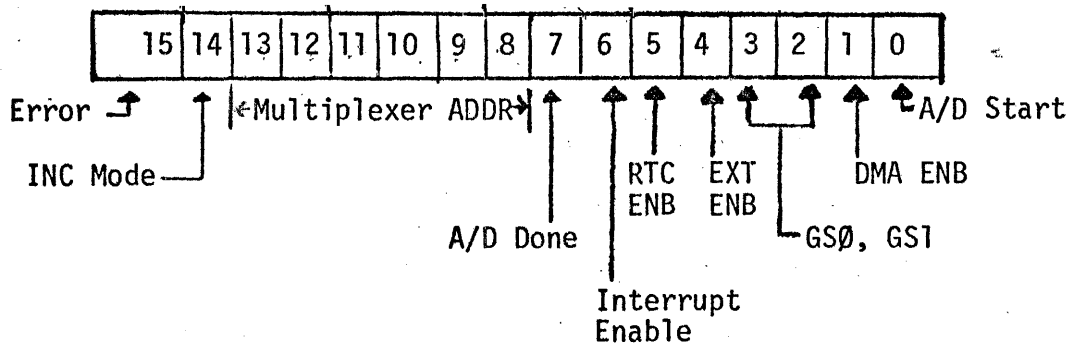 15 14 13 12 11 10 9 8 7 6 5 4 3 2 1 0
Error ←Multiplexer ADDR→ A/D Start
INC Mode RTC ENB EXT ENB DMA ENB
A/D Done GSØ, GS1
Interrupt
Enable